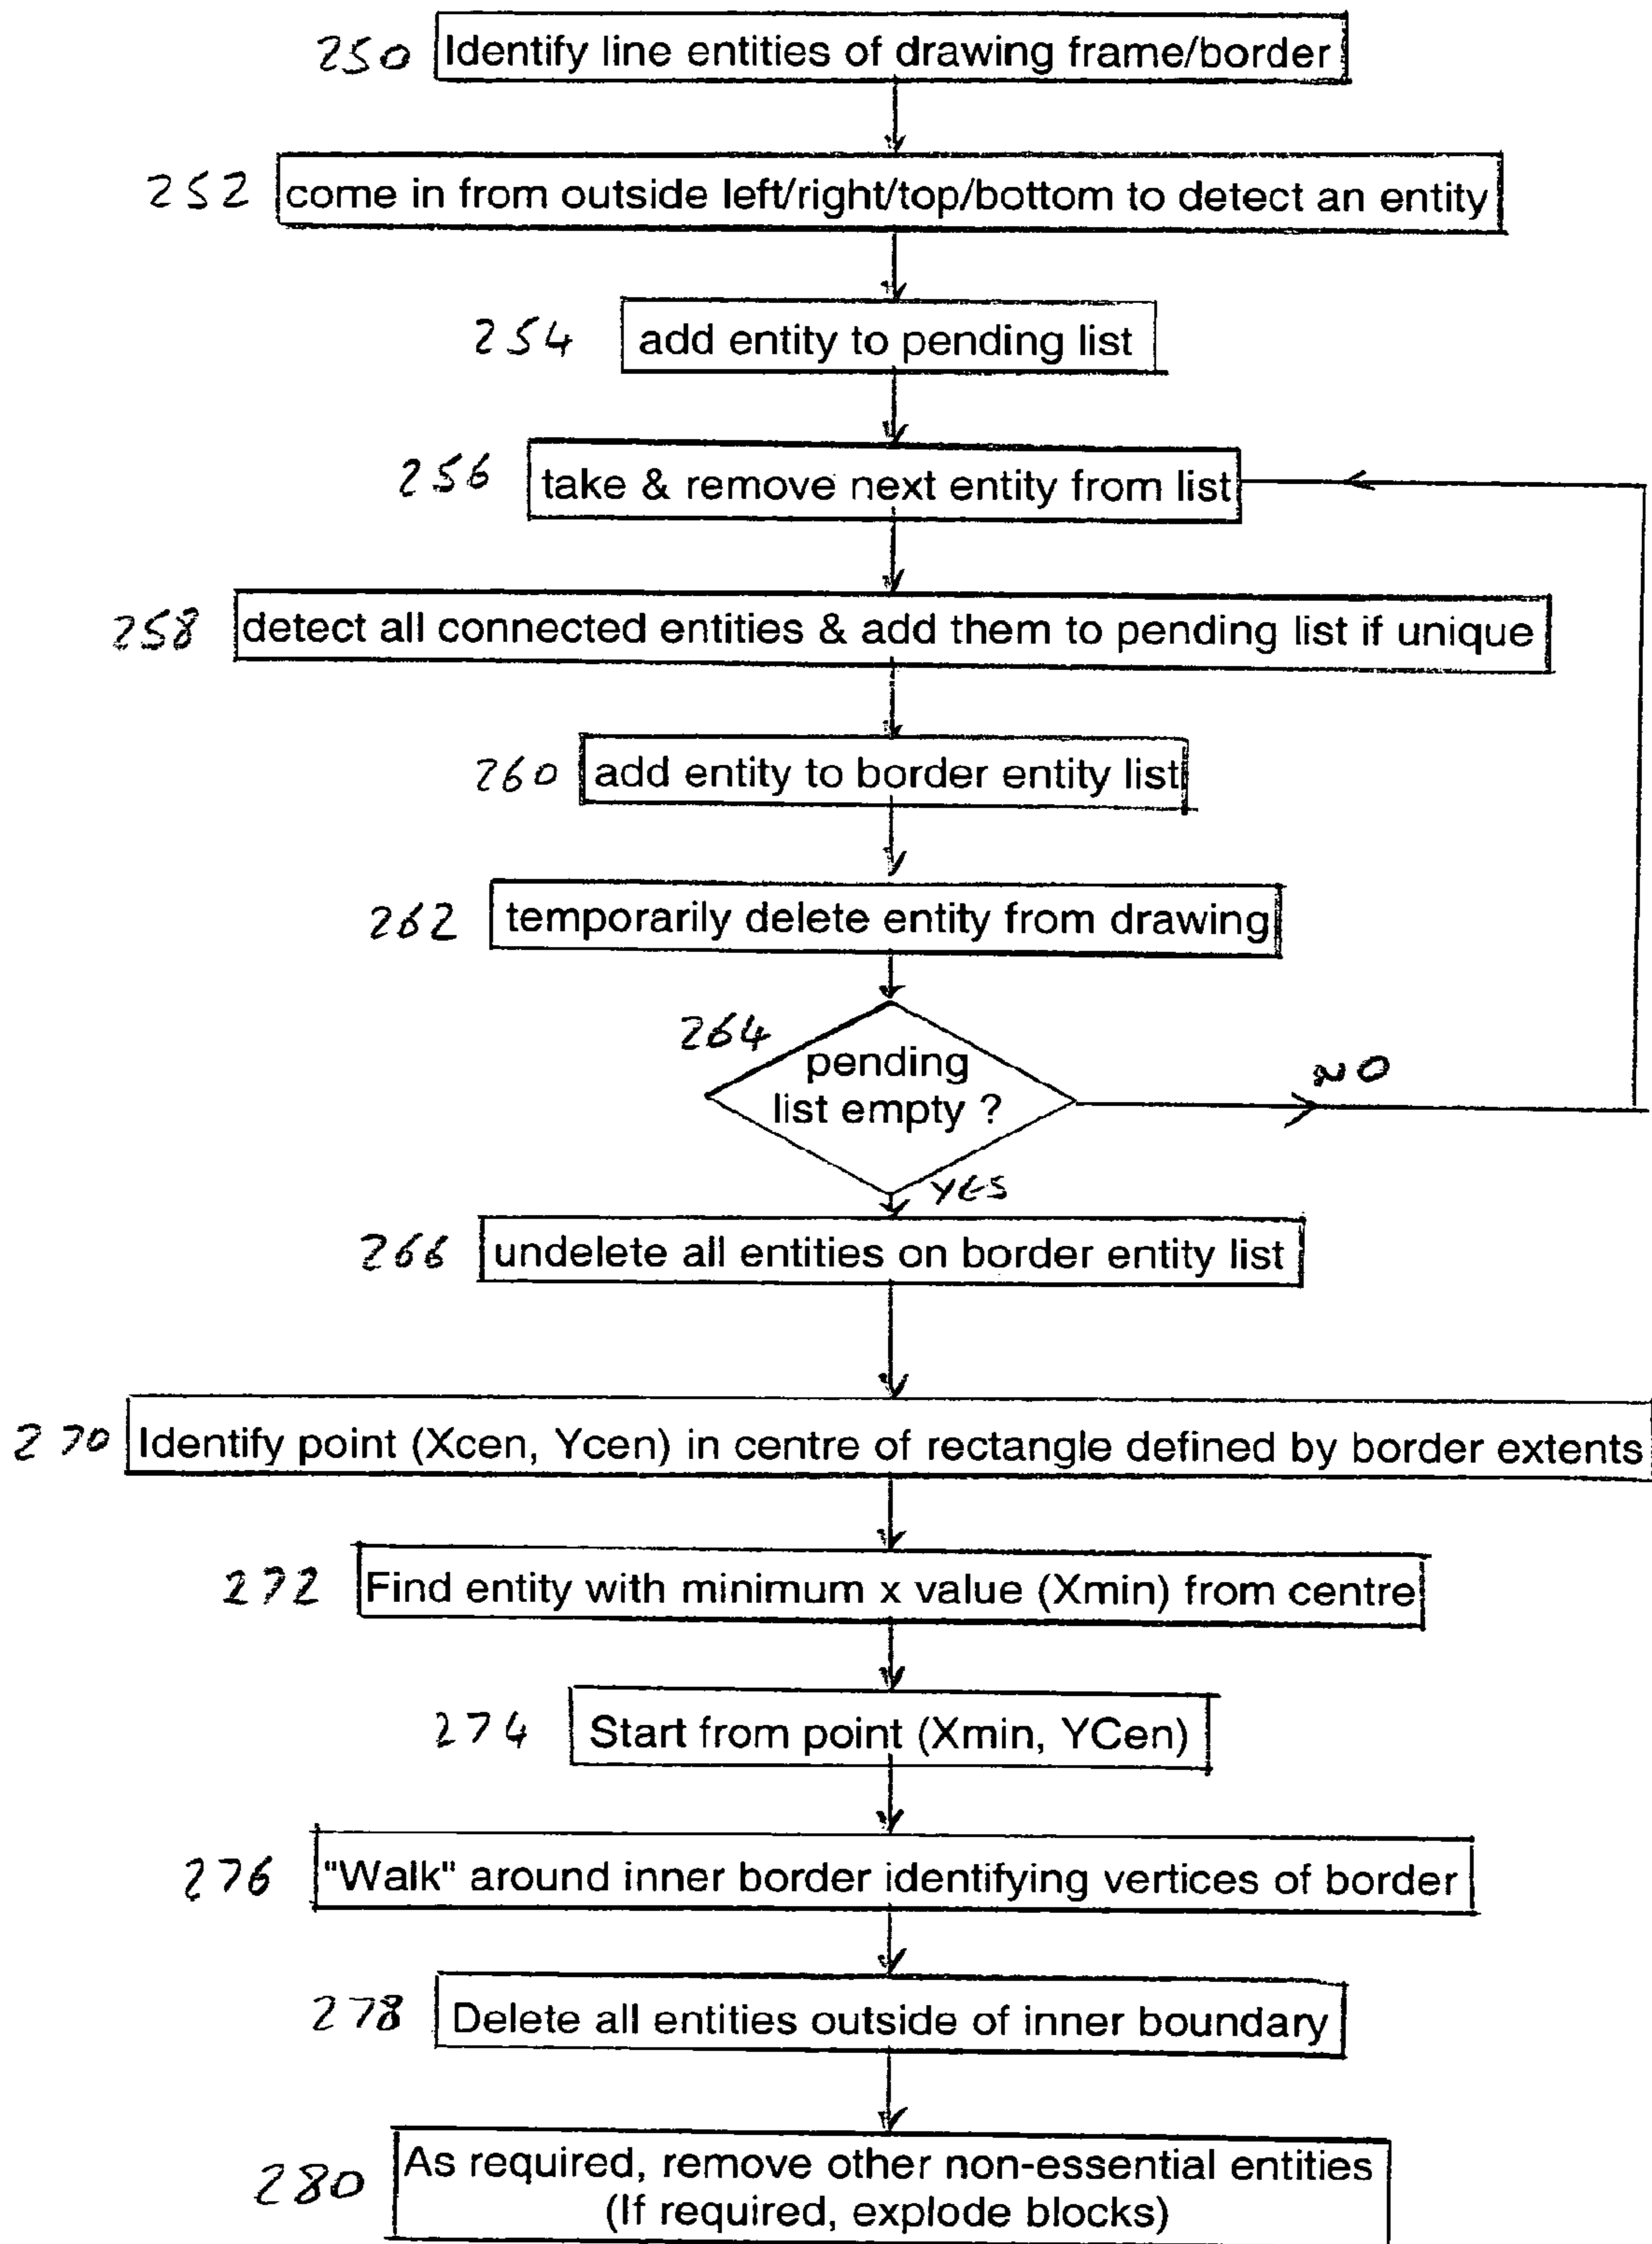 250 Identify line entities of drawing frame/border
252 come in from outside left/right/top/bottom to detect an entity
254 add entity to pending list
256 take & remove next entity from list
258 detect all connected entities & add them to pending list if unique
260 add entity to border entity list
262 temporarily delete entity from drawing
264
pending
list empty ?
NO
YES
266 undelete all entities on border entity list
270 Identify point (Xcen, Ycen) in centre of rectangle defined by border extents
272 Find entity with minimum x value (Xmin) from centre
274 Start from point (Xmin, YCen)
276 "Walk" around inner border identifying vertices of border
278 Delete all entities outside of inner boundary
280 As required, remove other non-essential entities
(If required, explode blocks)